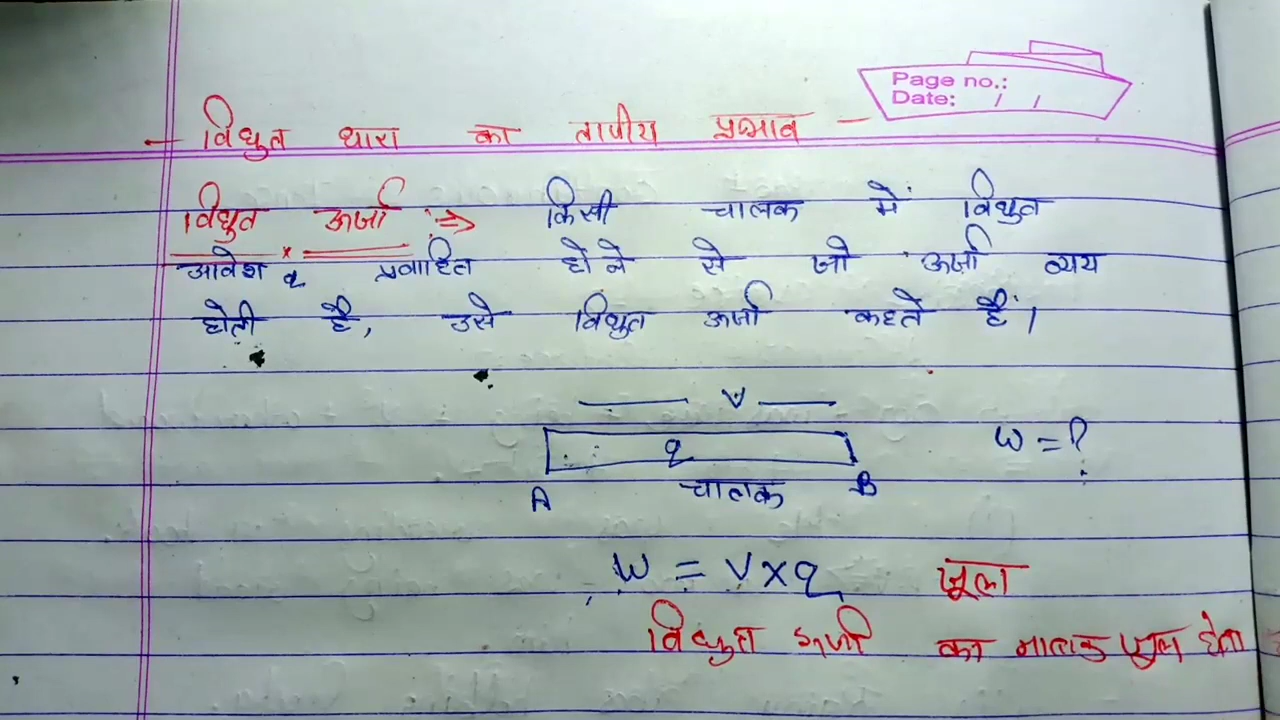 Page no.:
Date: / /
— विधुत धारा का तापीय प्रभाव —
विधुत ऊर्जा :⇒ किसी चालक में विधुत
आवेश q प्रवाहित होने से जो ऊर्जा व्यय
होती है, उसे विधुत ऊर्जा कहते हैं।
V
q
W = ?
A चालक B
W = V×q जूल
विधुत ऊर्जा का मात्रक जुल होता